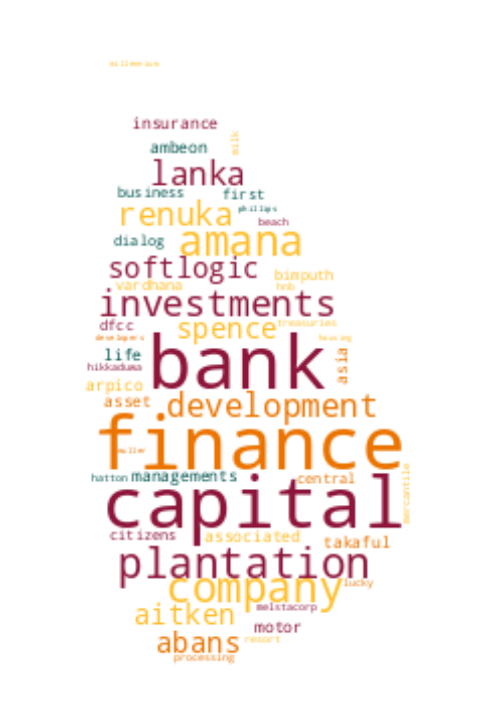 millennium
insurance
milk
ambeon
lanka
business first
phillips
renuka
beach
dialog amana
softlogic
bimputh
vardhana
hnb
investments
dfcc
spence treasuries
developers
housing
life
bank
asia
hikkaduwa
arpico
asset
development
finance
muller
hatton managements
central
mercantile
capital
citizens
associated
takaful
plantation
company
lucky
aitken
melstacorp
motor
abans
resort
processing